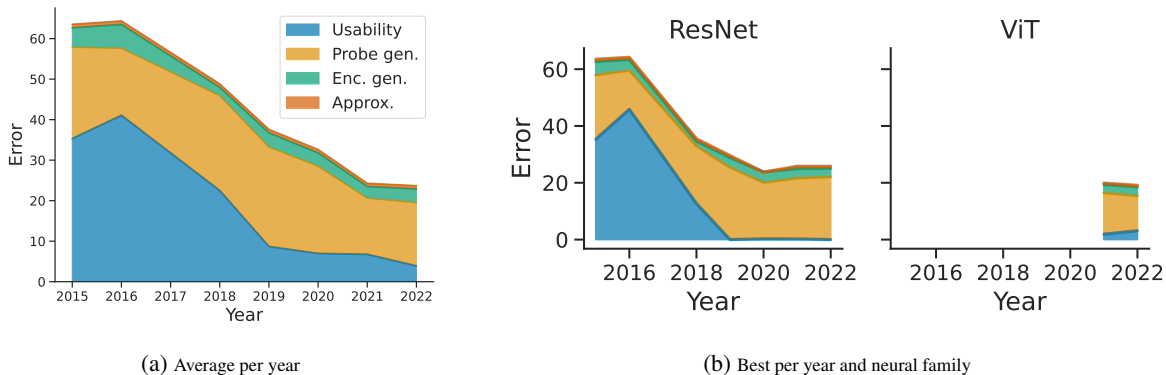 Error
60
50
40
30
20
10
0
2015 2016 2017 2018 2019 2020 2021 2022
Year
Usability
Probe gen.
Enc. gen.
Approx.
(a) Average per year
ResNet
ViT
Error
60
40
20
0
2016 2018 2020 2022
Year
2016 2018 2020 2022
Year
(b) Best per year and neural family